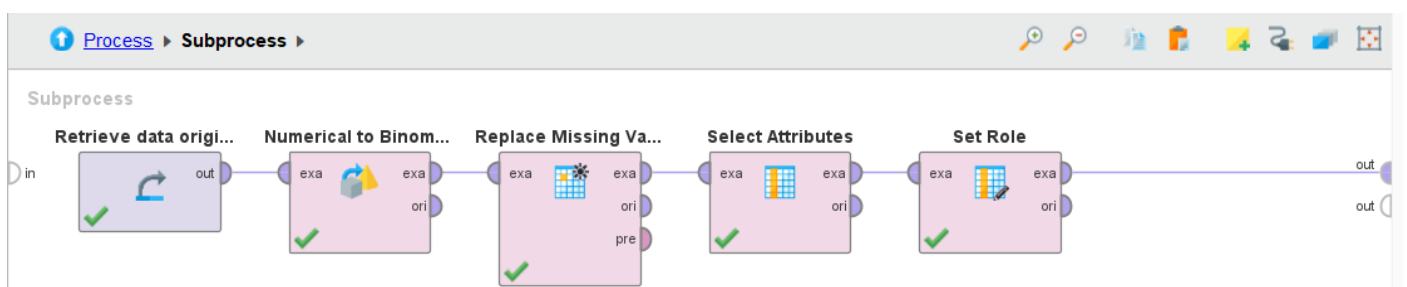 Process Subprocess
Subprocess
Retrieve data origi... Numerical to Binom... Replace Missing Va... Select Attributes Set Role
in out exa exa exa exa exa exa exa exa out
ori ori ori ori out
pre